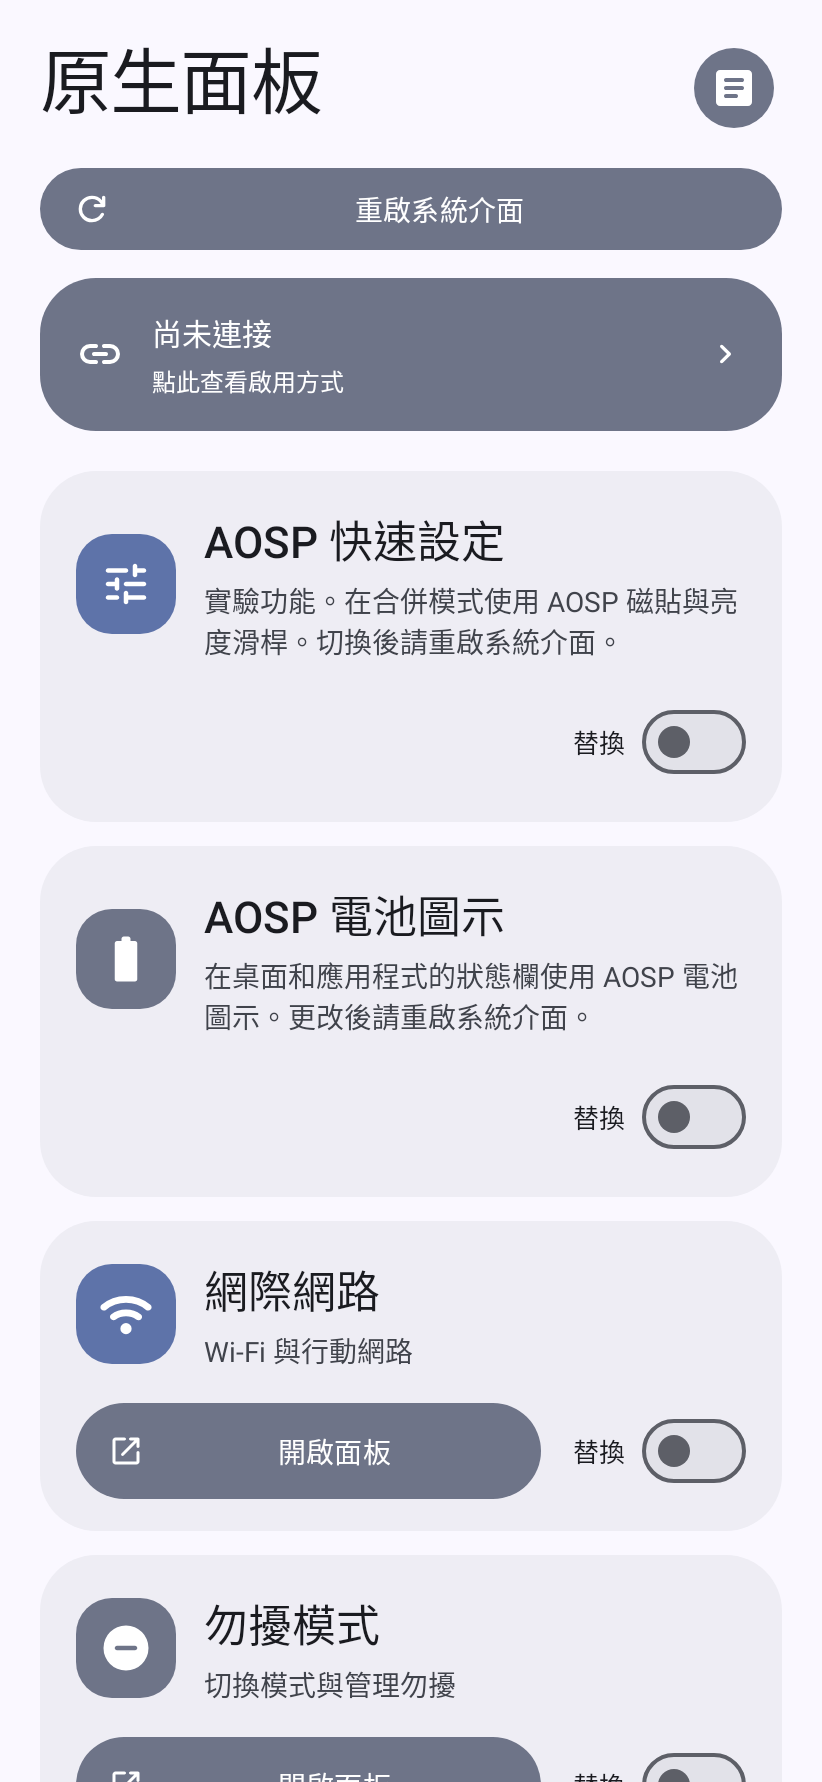 原生面板
重啟系統介面
尚未連接
點此查看啟用方式
AOSP 快速設定
實驗功能。在合併模式使用 AOSP 磁貼與亮
度滑桿。切換後請重啟系統介面。
替換
AOSP 電池圖示
在桌面和應用程式的狀態欄使用 AOSP 電池
圖示。更改後請重啟系統介面。
替換
網際網路
Wi-Fi 與行動網路
開啟面板
替換
勿擾模式
切換模式與管理勿擾
開啟面板
替換